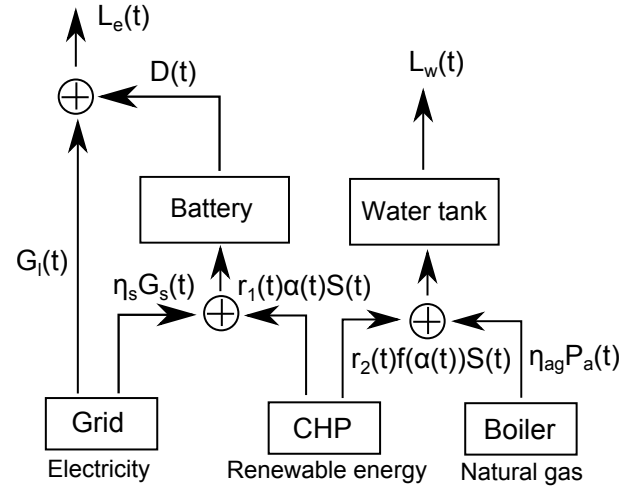 L_e(t)
D(t)
L_w(t)
Battery
Water tank
G_l(t)
η_sG_s(t)
r_1(t)α(t)S(t)
r_2(t)f(α(t))S(t)
η_agP_a(t)
Grid
CHP
Boiler
Electricity
Renewable energy
Natural gas